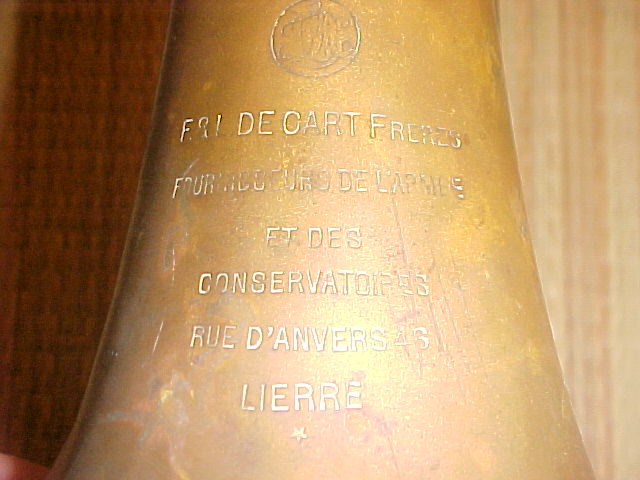 F & I DE CART FRERES
FOURNISSEURS DE L'ARMEE
ET DES
CONSERVATOIRES
RUE D'ANVERS
LIERRE